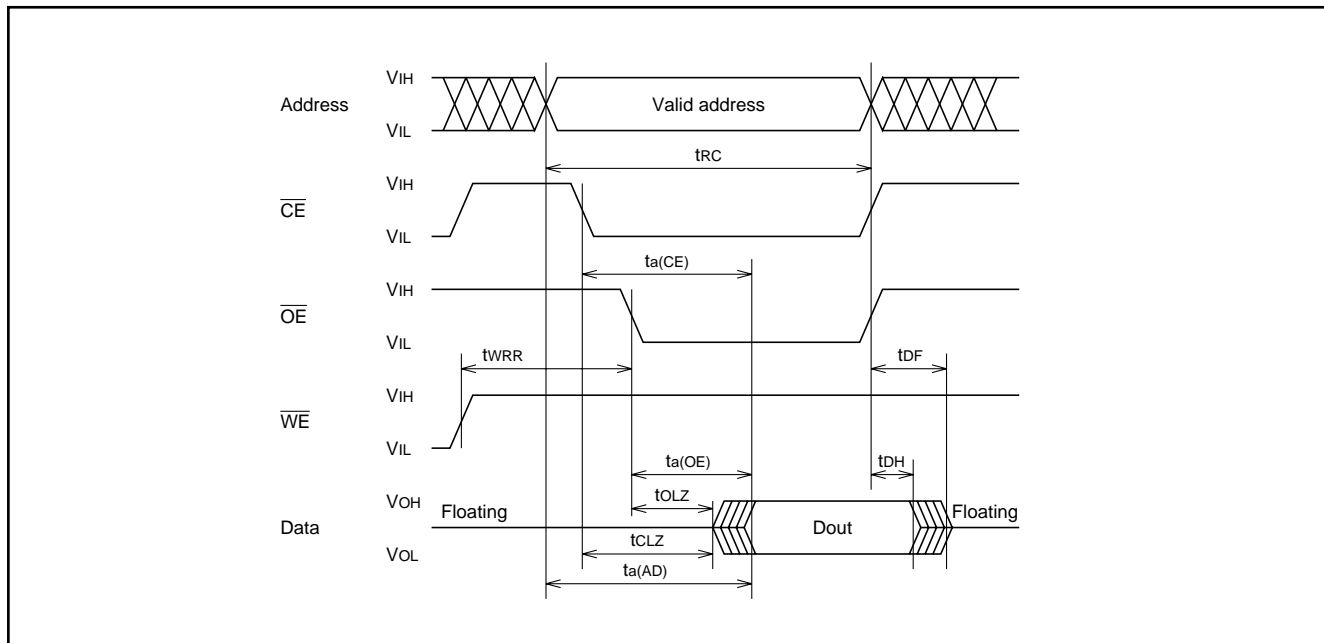 VIH
Address
Valid address
VIL
tRC
VIH
CE
VIL
ta(CE)
VIH
OE
VIL
tWRR
tDF
VIH
WE
VIL
ta(OE)
tDH
tOLZ
VOH
Floating
Floating
Data
Dout
tCLZ
VOL
ta(AD)